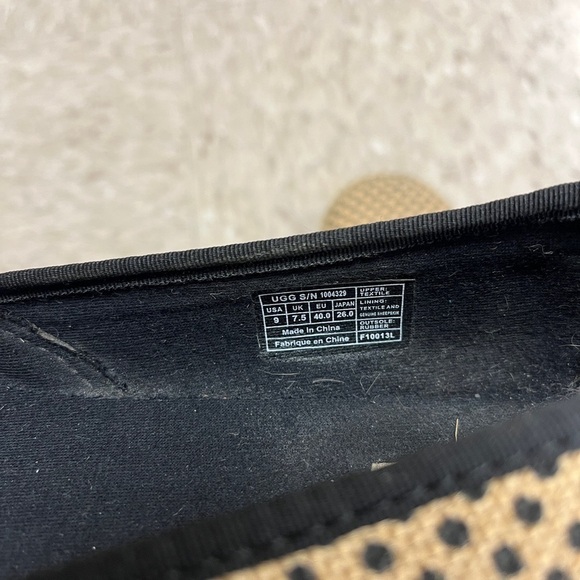 UGG S/N 1004329
USA UK EU JAPAN
9 7.5 40.0 26.0
Made in China
Fabrique en Chine
UPPER:
TEXTILE
LINING:
TEXTILE AND
GENUINE SHEEPSKIN
OUTSOLE:
RUBBER
F10013L